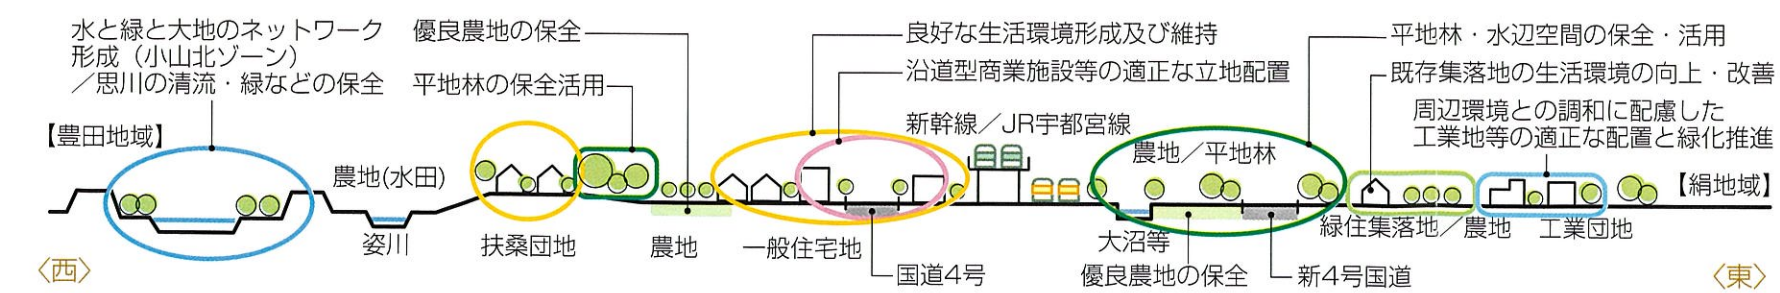 水と緑と大地のネットワーク
形成（小山北ゾーン）
／思川の清流・緑などの保全
優良農地の保全
平地林の保全活用
良好な生活環境形成及び維持
沿道型商業施設等の適正な立地配置
新幹線／JR宇都宮線
平地林・水辺空間の保全・活用
既存集落地の生活環境の向上・改善
周辺環境との調和に配慮した
工業地等の適正な配置と緑化推進
【豊田地域】
農地(水田)
農地／平地林
【絹地域】
姿川
扶桑団地
農地
一般住宅地
国道4号
大沼等
優良農地の保全
新4号国道
緑住集落地／農地
工業団地
〈西〉
〈東〉